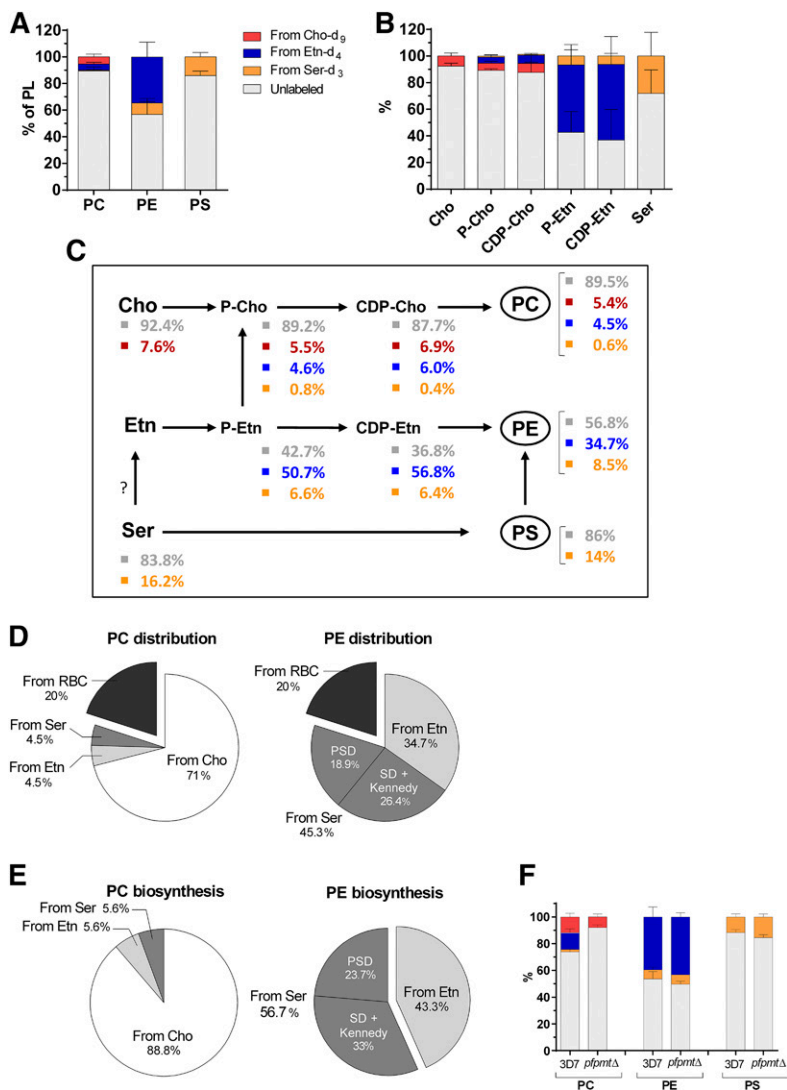 A
120
100
80
60
40
20
0
% of PL
PC PE PS
From Cho-d9
From Etn-d4
From Ser-d3
Unlabeled
B
120
100
80
60
40
20
0
%
Cho P-Cho CDP-Cho P-Etn CDP-Etn Ser
C
Cho P-Cho CDP-Cho PC
92.4%
7.6%
89.2%
5.5%
4.6%
0.8%
87.7%
6.9%
6.0%
0.4%
89.5%
5.4%
4.5%
0.6%
Etn P-Etn CDP-Etn PE
42.7%
50.7%
6.6%
36.8%
56.8%
6.4%
56.8%
34.7%
8.5%
?
Ser PS
83.8%
16.2%
86%
14%
D
PC distribution
From RBC
20%
From Ser
4.5%
From Etn
4.5%
From Cho
71%
PE distribution
From RBC
20%
From Etn
34.7%
PSD
18.9%
SD +
Kennedy
26.4%
From Ser
45.3%
E
PC biosynthesis
From Ser 5.6%
From Etn 5.6%
From Cho
88.8%
PE biosynthesis
PSD
23.7%
From Etn
43.3%
From Ser
56.7%
SD +
Kennedy
33%
F
120
100
80
60
40
20
0
%
3D7 pfpmtΔ 3D7 pfpmtΔ 3D7 pfpmtΔ
PC PE PS